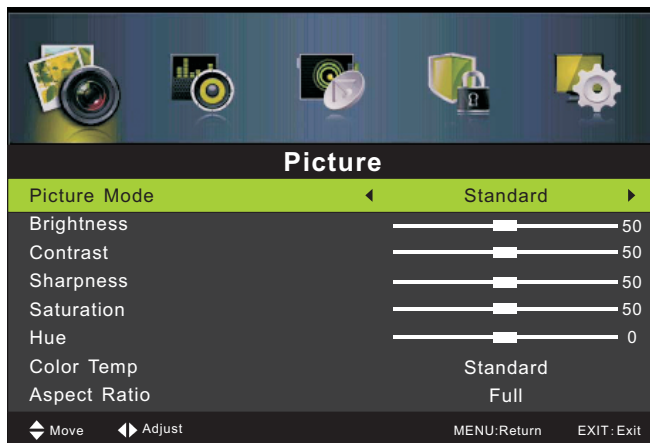 Picture
Picture Mode Standard
Brightness 50
Contrast 50
Sharpness 50
Saturation 50
Hue 0
Color Temp Standard
Aspect Ratio Full
Move Adjust MENU:Return EXIT:Exit